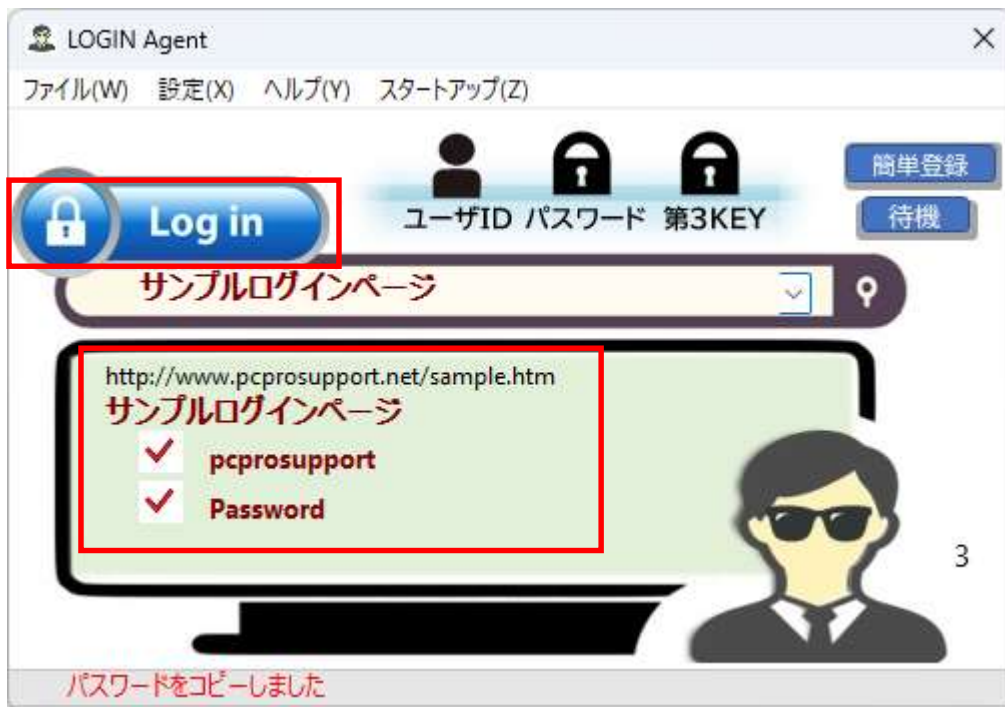 LOGIN Agent
ファイル(W) 設定(X) ヘルプ(Y) スタートアップ(Z)
簡単登録
Log in
ユーザID パスワード 第3KEY
待機
サンプルログインページ
http://www.pcprosupport.net/sample.htm
サンプルログインページ
pcprosupport
Password
3
パスワードをコピーしました